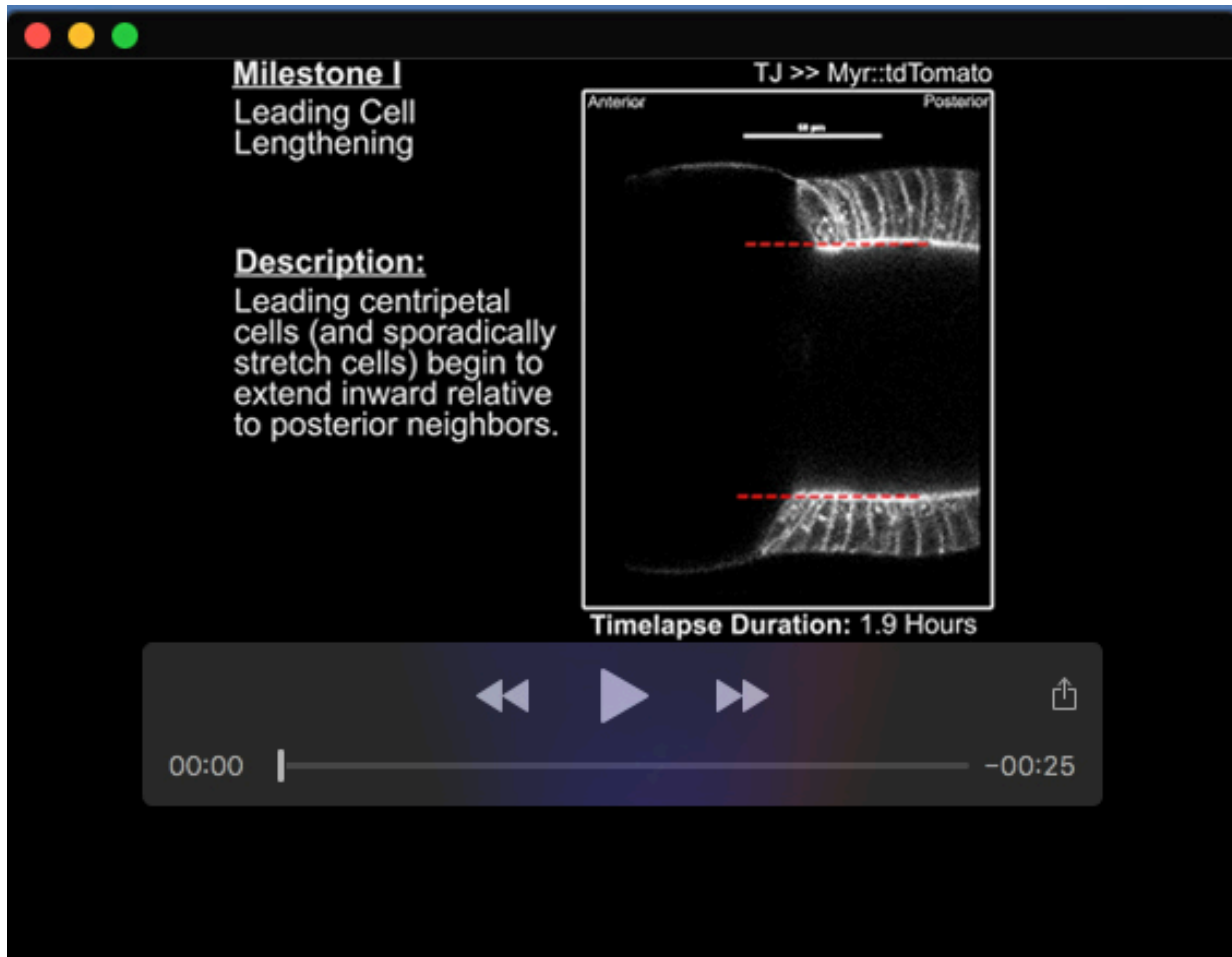 Milestone I
Leading Cell
Lengthening
Description:
Leading centripetal
cells (and sporadically
stretch cells) begin to
extend inward relative
to posterior neighbors.
TJ >> Myr::tdTomato
Anterior
Posterior
Timelapse Duration: 1.9 Hours
00:00
-00:25